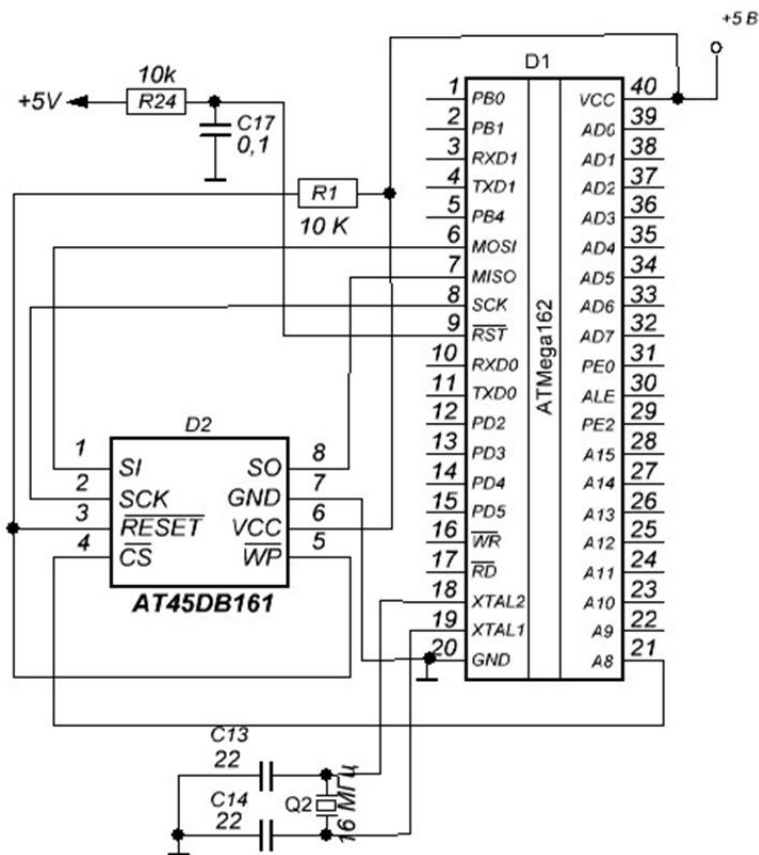 +5 В
D1
10k
+5V
R24
C17
0,1
R1
10 K
ATMega162
1 PB0
2 PB1
3 RXD1
4 TXD1
5 PB4
6 MOSI
7 MISO
8 SCK
9 RST
10 RXD0
11 TXD0
12 PD2
13 PD3
14 PD4
15 PD5
16 WR
17 RD
18 XTAL2
19 XTAL1
20 GND
VCC 40
AD0 39
AD1 38
AD2 37
AD3 36
AD4 35
AD5 34
AD6 33
AD7 32
PE0 31
ALE 30
PE2 29
A15 28
A14 27
A13 26
A12 25
A11 24
A10 23
A9 22
A8 21
D2
1 SI
2 SCK
3 RESET
4 CS
SO 8
GND 7
VCC 6
WP 5
AT45DB161
C13
22
C14
22
Q2
16 МГц